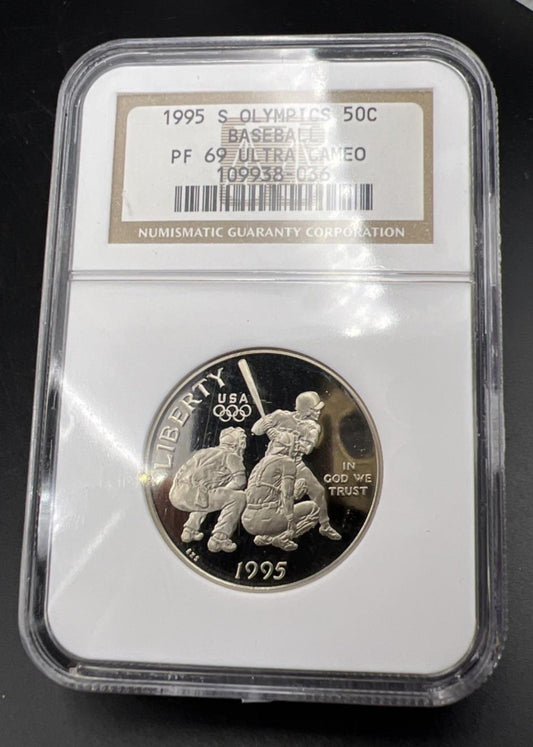 1995 S OLYMPICS 50C
BASEBALL
PF 69 ULTRA CAMEO
109938-036
NUMISMATIC GUARANTY CORPORATION
LIBERTY
USA
IN
GOD WE
TRUST
1995